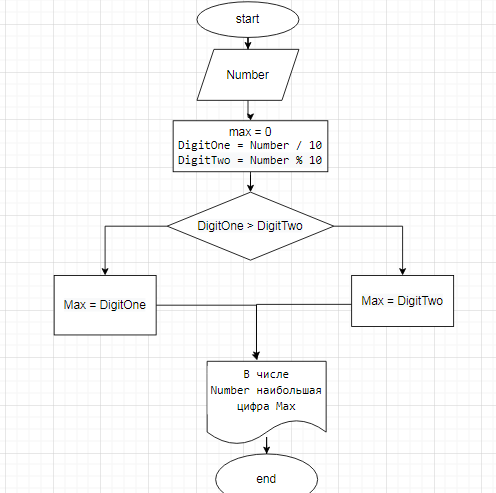 start
Number
max = 0
DigitOne = Number / 10
DigitTwo = Number % 10
DigitOne > DigitTwo
Max = DigitOne
Max = DigitTwo
В числе
Number наибольшая
цифра Max
end